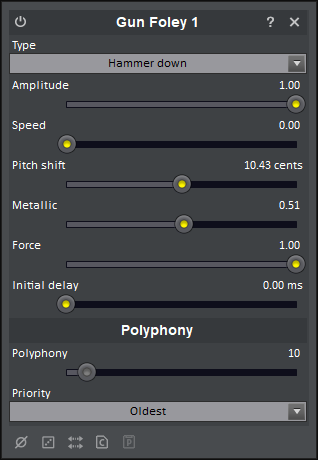 Gun Foley 1 ? ×
Type
Hammer down
Amplitude 1.00
Speed 0.00
Pitch shift 10.43 cents
Metallic 0.51
Force 1.00
Initial delay 0.00 ms
Polyphony
Polyphony 10
Priority
Oldest
C P